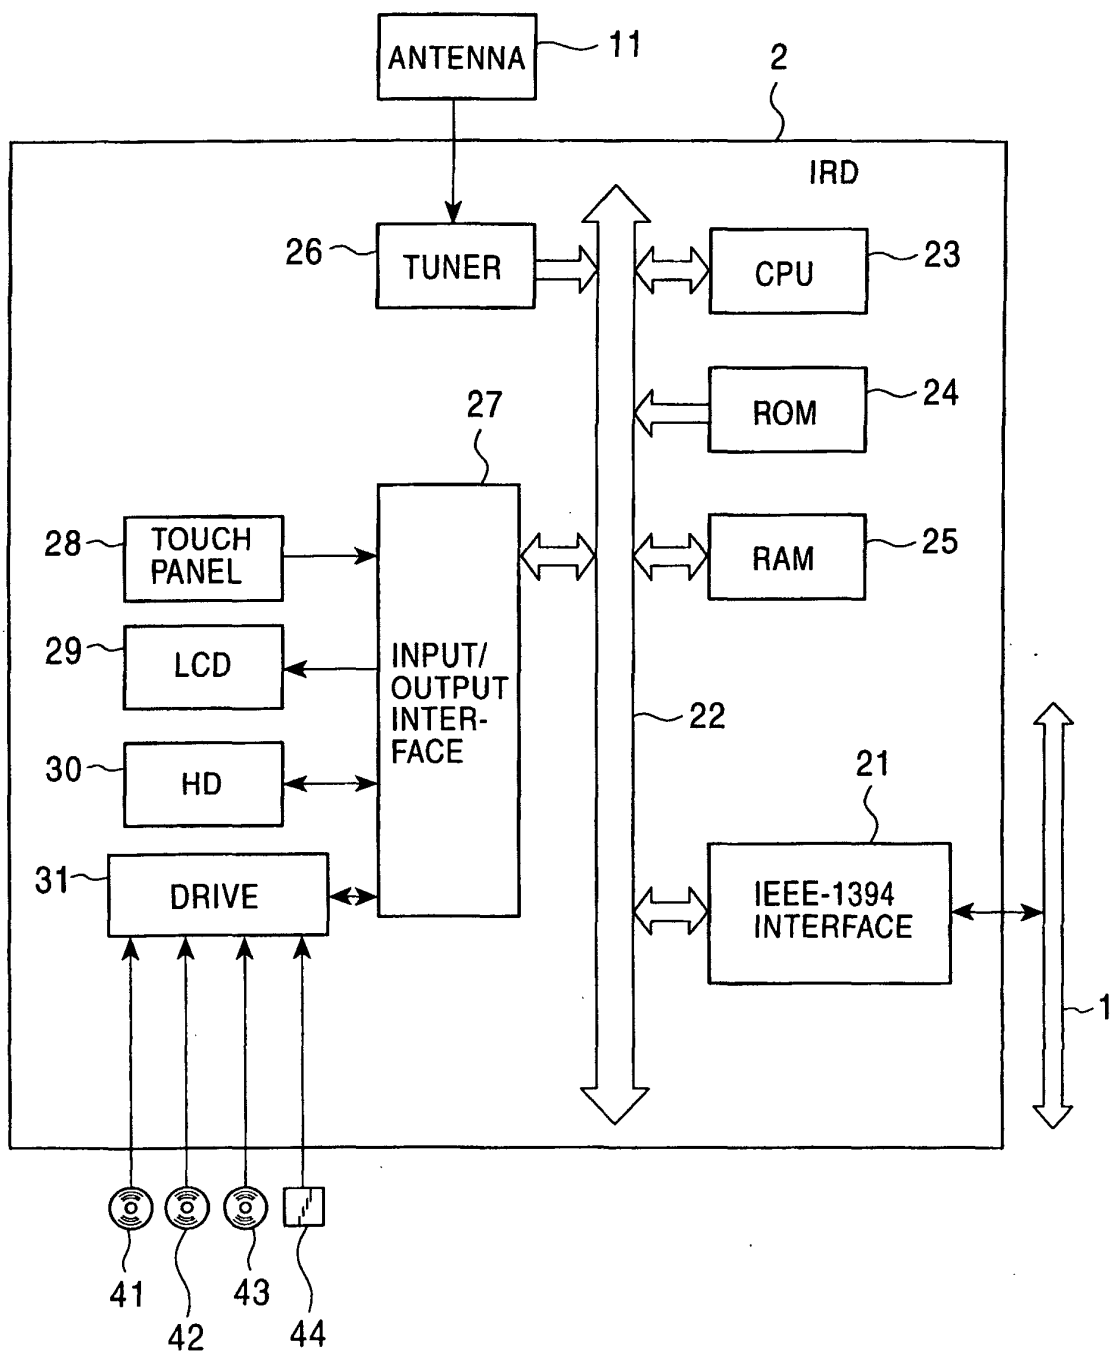 ANTENNA
11
2
IRD
26
TUNER
CPU
23
27
ROM
24
28
TOUCH
PANEL
RAM
25
29
LCD
INPUT/
OUTPUT
INTER-
FACE
22
30
HD
21
31
DRIVE
IEEE-1394
INTERFACE
1
41
42
43
44